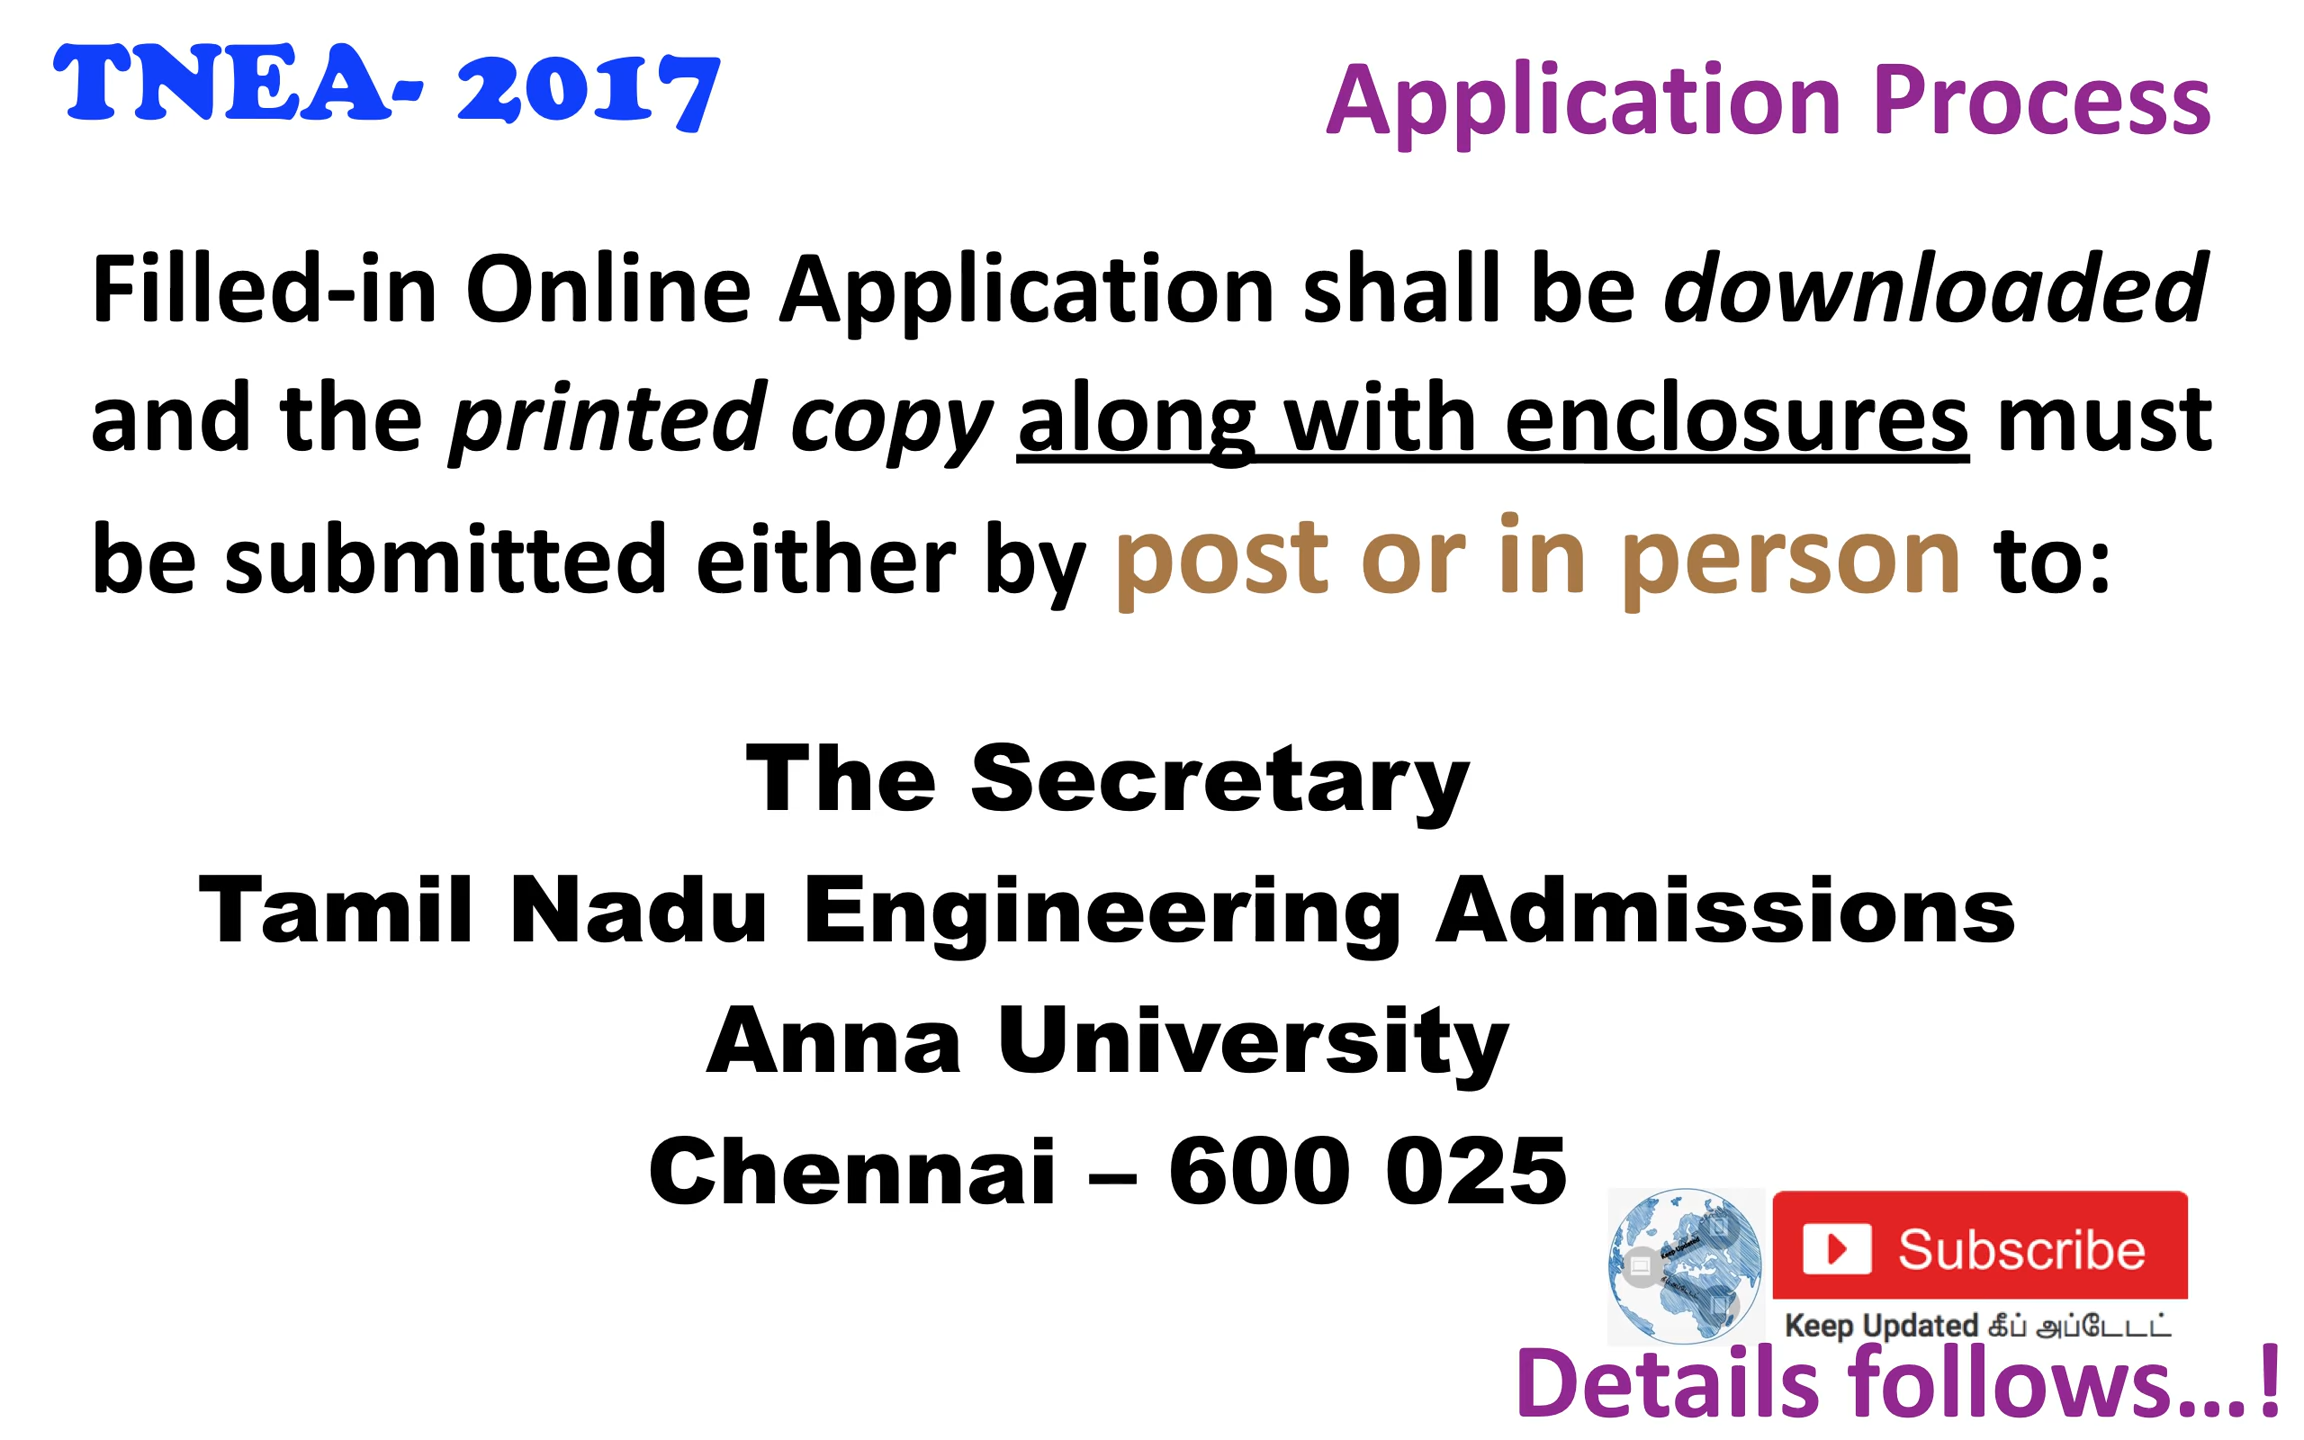 TNEA- 2017
Application Process
Filled-in Online Application shall be downloaded
and the printed copy along with enclosures must
be submitted either by post or in person to:
The Secretary
Tamil Nadu Engineering Admissions
Anna University
Chennai – 600 025
Keep Updated
Subscribe
Keep Updated கீப் அப்டேடட்
Details follows...!